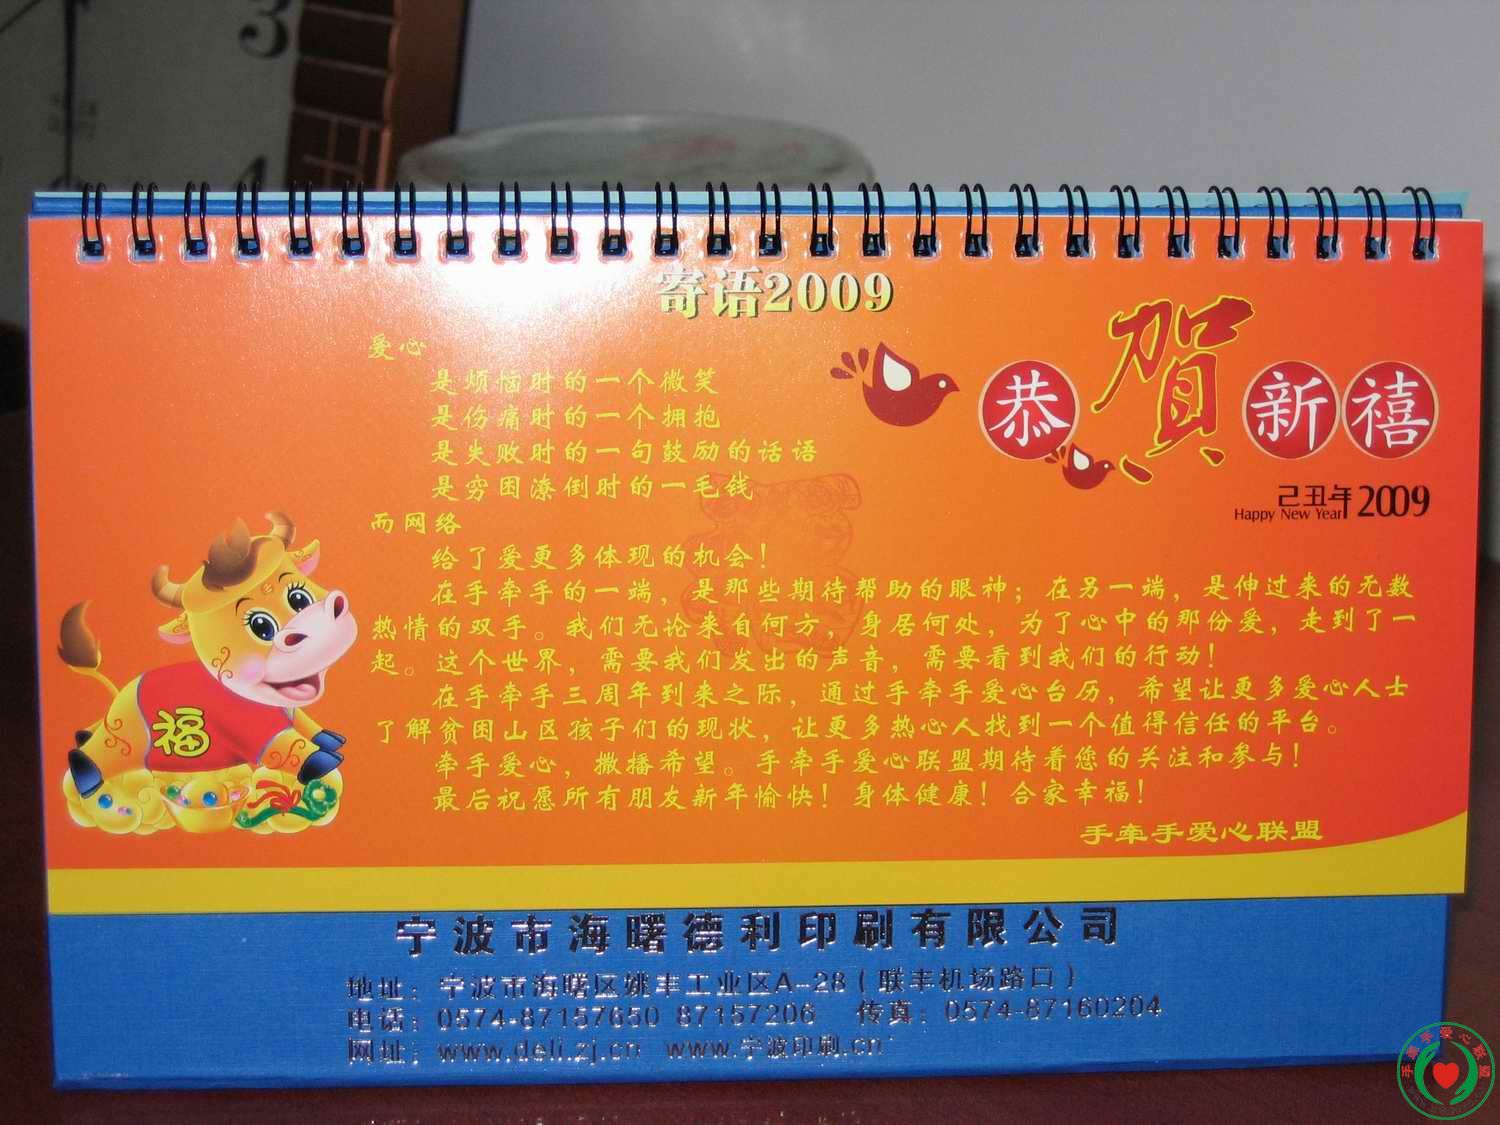 寄语2009
爱心
是烦恼时的一个微笑
是伤痛时的一个拥抱
是失败时的一句鼓励的话语
是穷困潦倒时的一毛钱
而网络
给了爱更多体现的机会！
在手牵手的一端，是那些期待帮助的眼神；在另一端，是伸过来的无数
热情的双手。我们无论来自何方，身居何处，为了心中的那份爱，走到了一
起。这个世界，需要我们发出的声音，需要看到我们的行动！
在手牵手三周年到来之际，通过手牵手爱心台历，希望让更多爱心人士
了解贫困山区孩子们的现状，让更多热心人找到一个值得信任的平台。
牵手爱心，撒播希望。手牵手爱心联盟期待着您的关注和参与！
最后祝愿所有朋友新年愉快！身体健康！合家幸福！
手牵手爱心联盟
恭賀新禧
己丑年 2009
Happy New Year
福
宁波市海曙德利印刷有限公司
地址：宁波市海曙区姚丰工业区A-28（联丰机场路口）
电话：0574-87157650 87157206 传真：0574-87160204
网址：www.deli.zj.cn www.宁波印刷.cn
3
4
手牵手爱心联盟